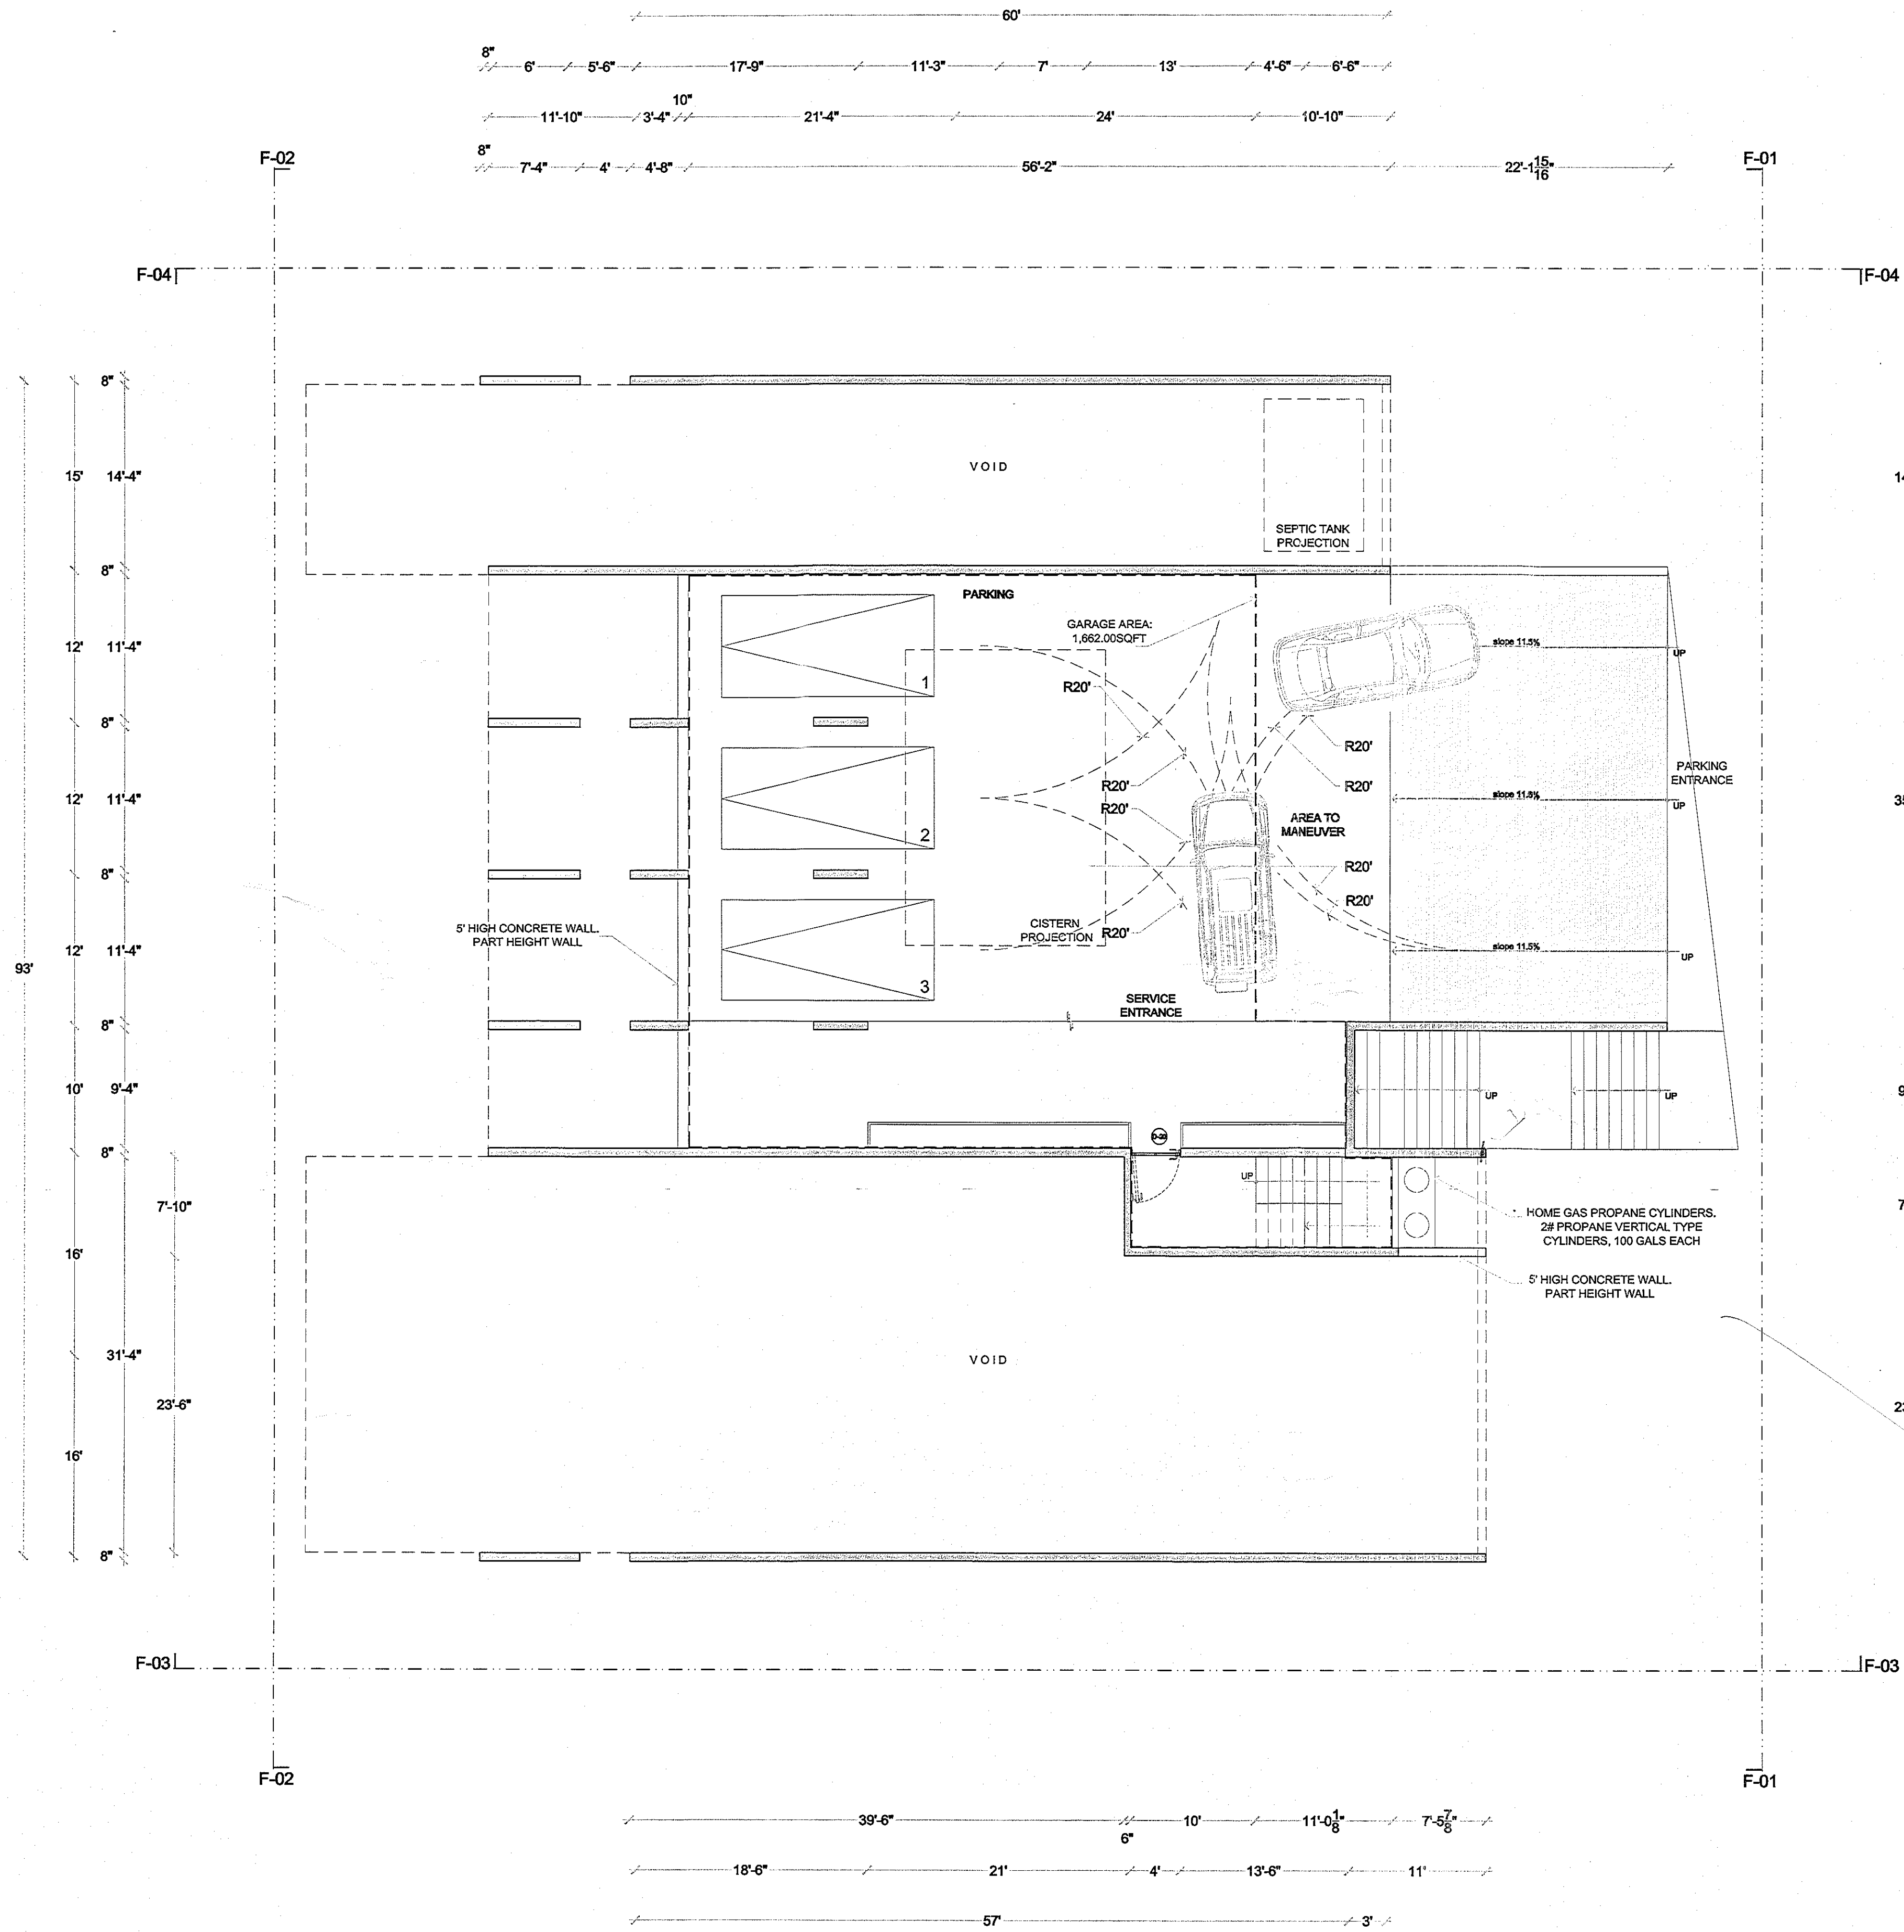 60'
8"
6'
5'-6"
17'-9"
11'-3"
7'
13'
4'-6"
6'-6"
10"
11'-10"
3'-4"
21'-4"
24'
10'-10"
8"
7'-4"
4'
4'-8"
56'-2"
22'-1 15/16"
F-02
F-01
F-04
F-04
8"
15'
14'-4"
VOID
SEPTIC TANK
PROJECTION
8"
PARKING
GARAGE AREA:
1,662.00SQFT
12'
11'-4"
slope 11.5%
UP
1
R20'
8"
R20'
PARKING
ENTRANCE
R20'
R20'
12'
11'-4"
slope 11.5%
UP
R20'
AREA TO
MANEUVER
2
R20'
8"
R20'
5' HIGH CONCRETE WALL.
PART HEIGHT WALL
CISTERN
PROJECTION
R20'
12'
11'-4"
slope 11.5%
UP
93'
3
SERVICE
ENTRANCE
8"
10'
9'-4"
UP
UP
D-20
8"
UP
7'-10"
HOME GAS PROPANE CYLINDERS.
2# PROPANE VERTICAL TYPE
CYLINDERS, 100 GALS EACH
16'
5' HIGH CONCRETE WALL.
PART HEIGHT WALL
31'-4"
VOID
23'-6"
16'
8"
F-03
F-03
F-02
F-01
39'-6"
10'
11'-0 1/8"
7'-5 7/8"
6"
18'-6"
21'
4'
13'-6"
11'
57'
3'